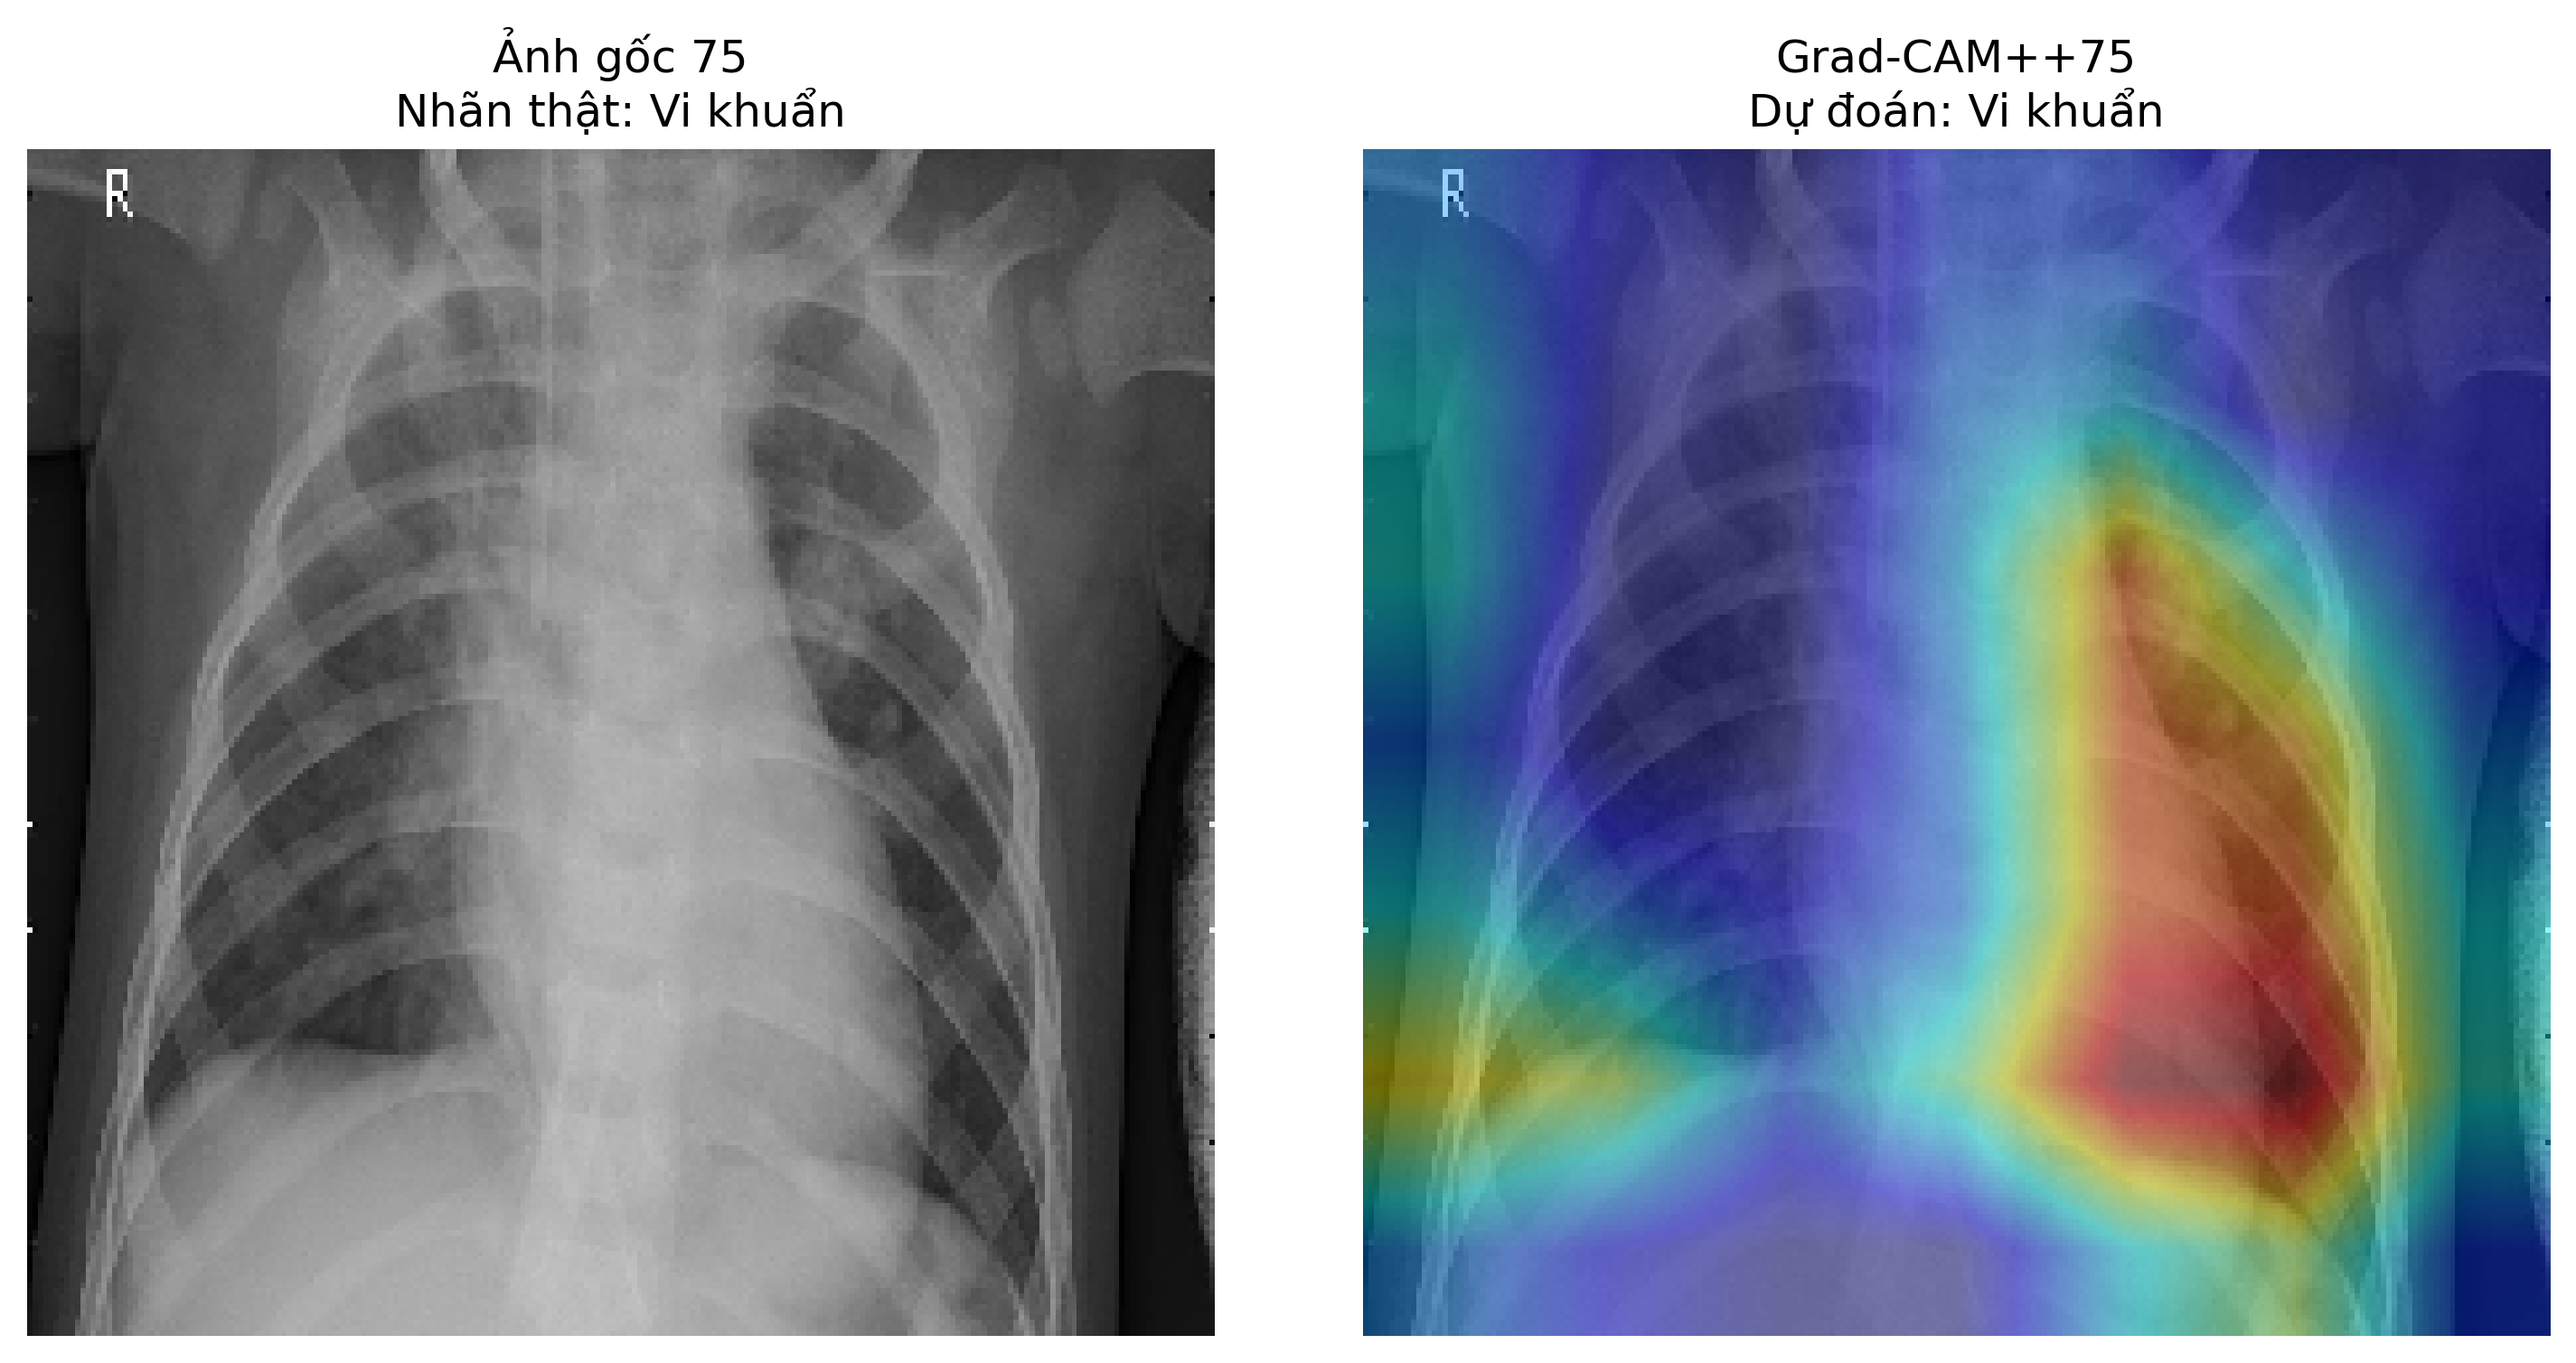 Ảnh gốc 75
Nhãn thật: Vi khuẩn
R
Grad-CAM++75
Dự đoán: Vi khuẩn
R